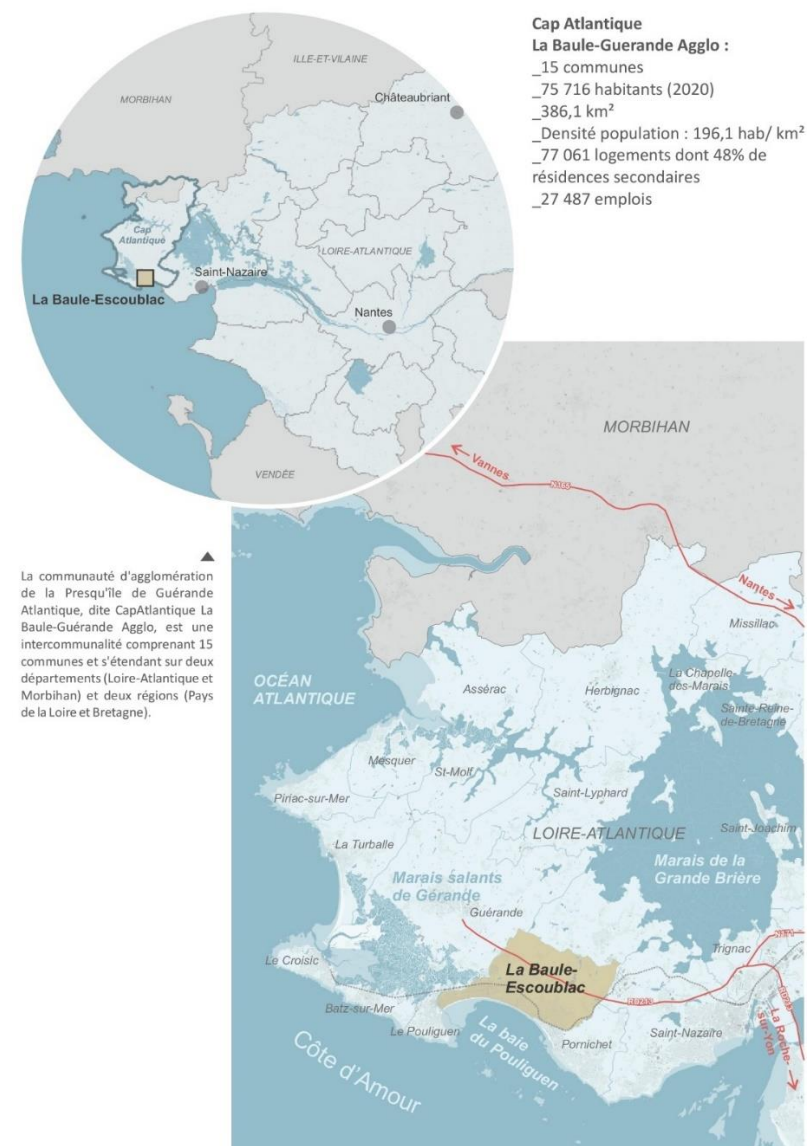 Cap Atlantique
La Baule-Guerande Agglo :
_15 communes
_75 716 habitants (2020)
_386,1 km²
_Densité population : 196,1 hab/ km²
_77 061 logements dont 48% de
résidences secondaires
_27 487 emplois
ILLE-ET-VILAINE
MORBIHAN
Châteaubriant
Cap
Atlantique
LOIRE-ATLANTIQUE
Saint-Nazaire
La Baule-Escoublac
Nantes
VENDÉE
La communauté d'agglomération
de la Presqu'île de Guérande
Atlantique, dite CapAtlantique La
Baule-Guérande Agglo, est une
intercommunalité comprenant 15
communes et s'étendant sur deux
départements (Loire-Atlantique et
Morbihan) et deux régions (Pays
de la Loire et Bretagne).
MORBIHAN
Vannes
N165
Nantes
Missillac
OCÉAN
ATLANTIQUE
Assérac
Herbignac
La Chapelle-
des-Marais
Sainte-Reine-
de-Bretagne
Mesquer
St-Molf
Piriac-sur-Mer
Saint-Lyphard
LOIRE-ATLANTIQUE
Saint-Joachim
La Turballe
Marais de la
Grande Brière
Marais salants
de Gérande
Guérande
Le Croisic
La Baule-
Escoublac
Trignac
N471
RD213
RD213
Batz-sur-Mer
Le Pouliguen
La baie
du Pouliguen
Pornichet
Saint-Nazaire
La Roche-
sur-Yon
Côte d'Amour